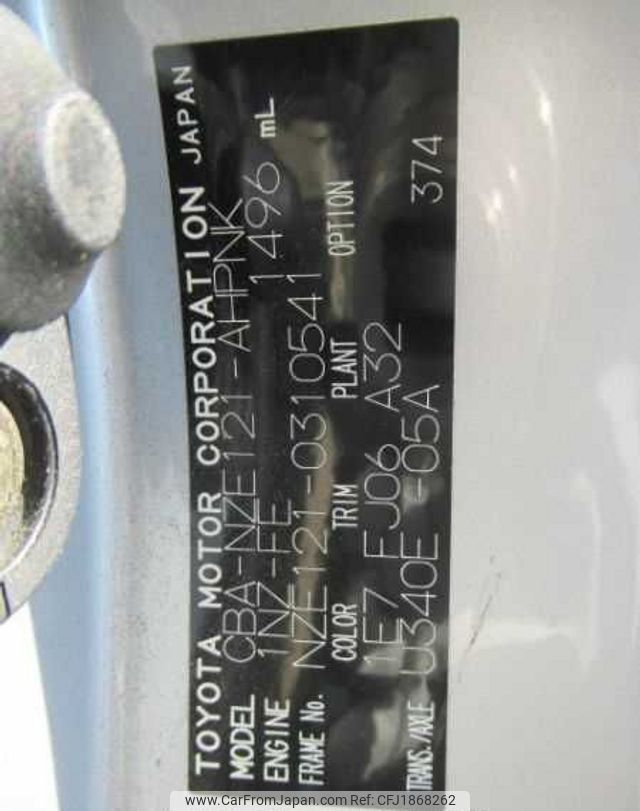 TOYOTA MOTOR CORPORATION JAPAN
MODEL CBA-NZE121-AHPNK
ENGINE 1NZ-FE 1496 mL
FRAME No. NZE121-0310541
COLOR TRIM PLANT OPTION
1E7 FJ06 A32
TRANS./AXLE U340E -05A 374
www.CarFromJapan.com Ref:CFJ1868262